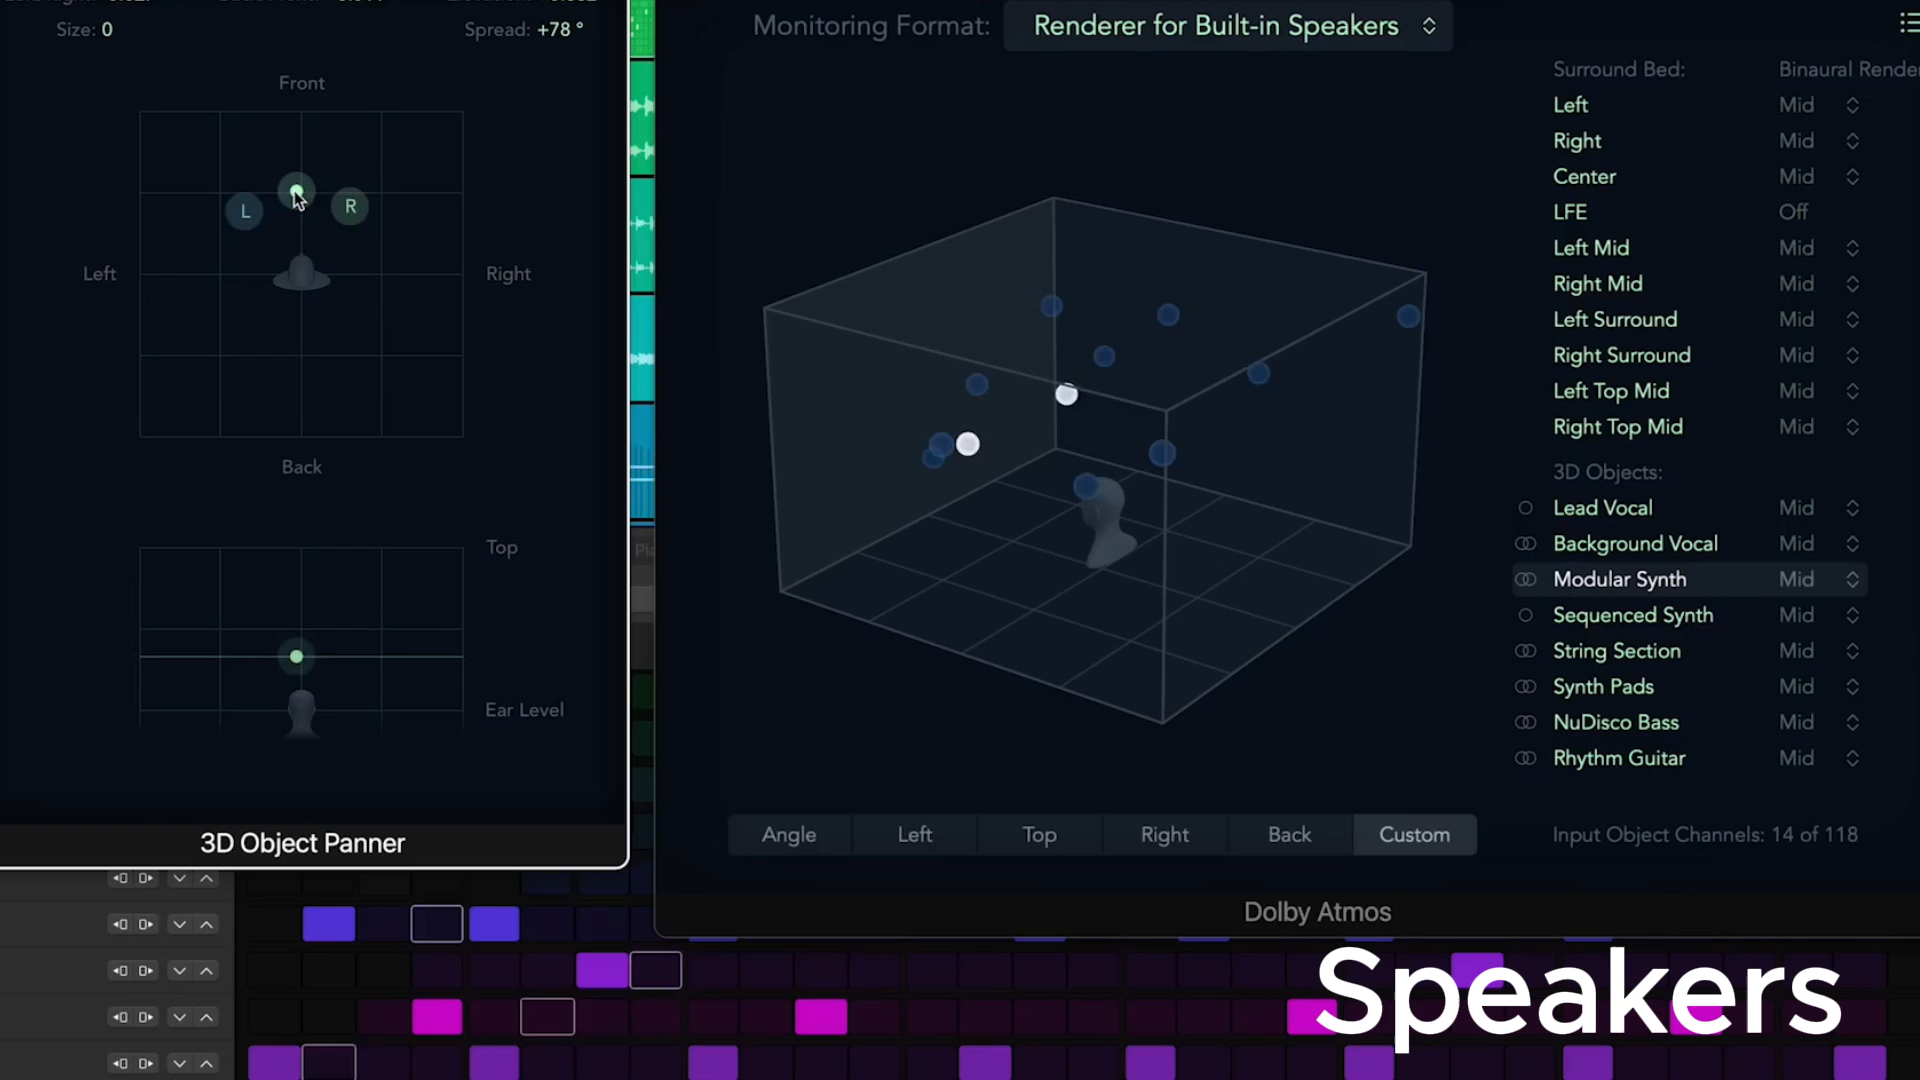 Size: 0
Spread: +78 °
Front
L
R
Left
Right
Back
Top
Ear Level
3D Object Panner
Monitoring Format: Renderer for Built-in Speakers
Surround Bed:
Left Mid
Right Mid
Center Mid
LFE Off
Left Mid Mid
Right Mid Mid
Left Surround Mid
Right Surround Mid
Left Top Mid Mid
Right Top Mid Mid
3D Objects:
Lead Vocal Mid
Background Vocal Mid
Modular Synth Mid
Sequenced Synth Mid
String Section Mid
Synth Pads Mid
NuDisco Bass Mid
Rhythm Guitar Mid
Angle Left Top Right Back Custom
Input Object Channels: 14 of 118
Dolby Atmos
Speakers